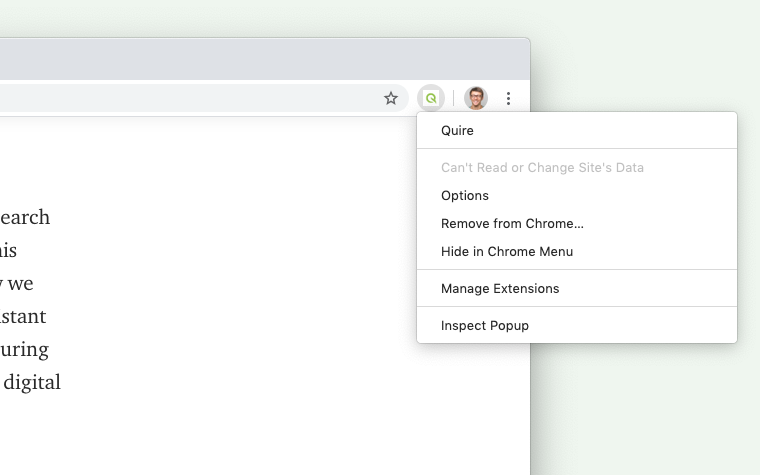 Quire
Can't Read or Change Site's Data
Options
Remove from Chrome...
Hide in Chrome Menu
Manage Extensions
Inspect Popup
earch
is
we
stant
uring
digital